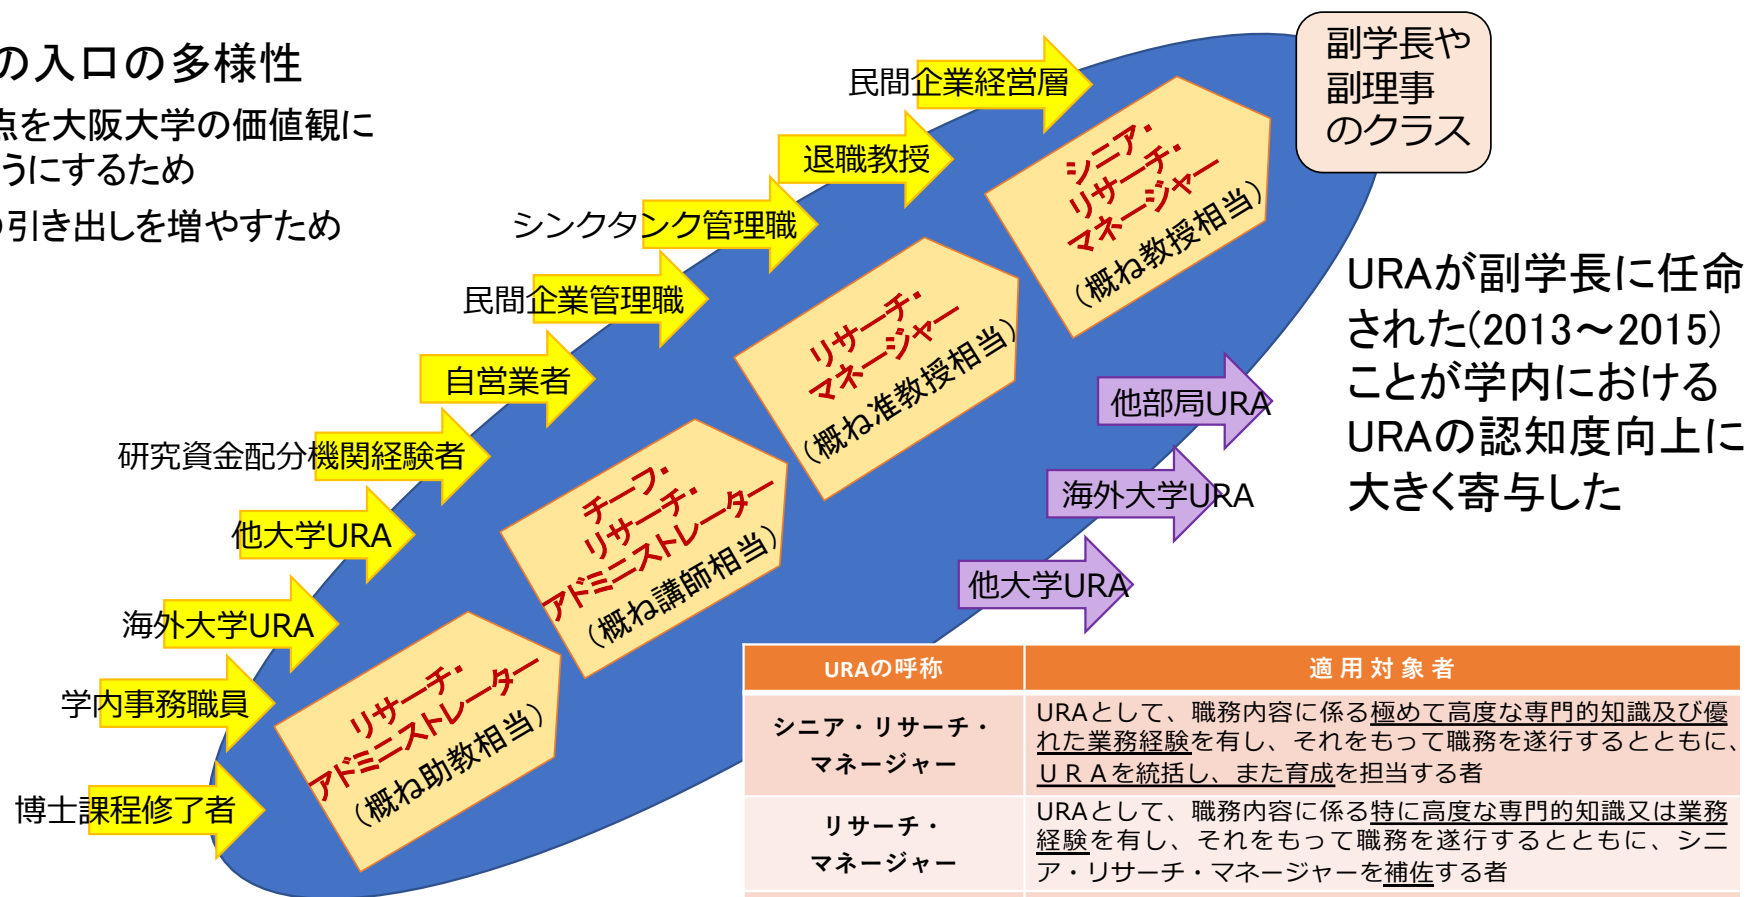 の入口の多様性
点を大阪大学の価値観に
うにするため
の引き出しを増やすため
副学長や
副理事
のクラス
民間企業経営層
退職教授
シンクタンク管理職
民間企業管理職
自営業者
研究資金配分機関経験者
他大学URA
海外大学URA
学内事務職員
博士課程修了者
シニア・
リサーチ・
マネージャー
(概ね教授相当)
リサーチ・
マネージャー
(概ね准教授相当)
チーフ・
リサーチ・
アドミニストレーター
(概ね講師相当)
リサーチ・
アドミニストレーター
(概ね助教相当)
他部局URA
海外大学URA
他大学URA
URAが副学長に任命
された(2013～2015)
ことが学内における
URAの認知度向上に
大きく寄与した
URAの呼称
適用対象者
シニア・リサーチ・
マネージャー
URAとして、職務内容に係る極めて高度な専門的知識及び優
れた業務経験を有し、それをもって職務を遂行するとともに、
ＵＲＡを統括し、また育成を担当する者
リサーチ・
マネージャー
URAとして、職務内容に係る特に高度な専門的知識又は業務
経験を有し、それをもって職務を遂行するとともに、シニ
ア・リサーチ・マネージャーを補佐する者